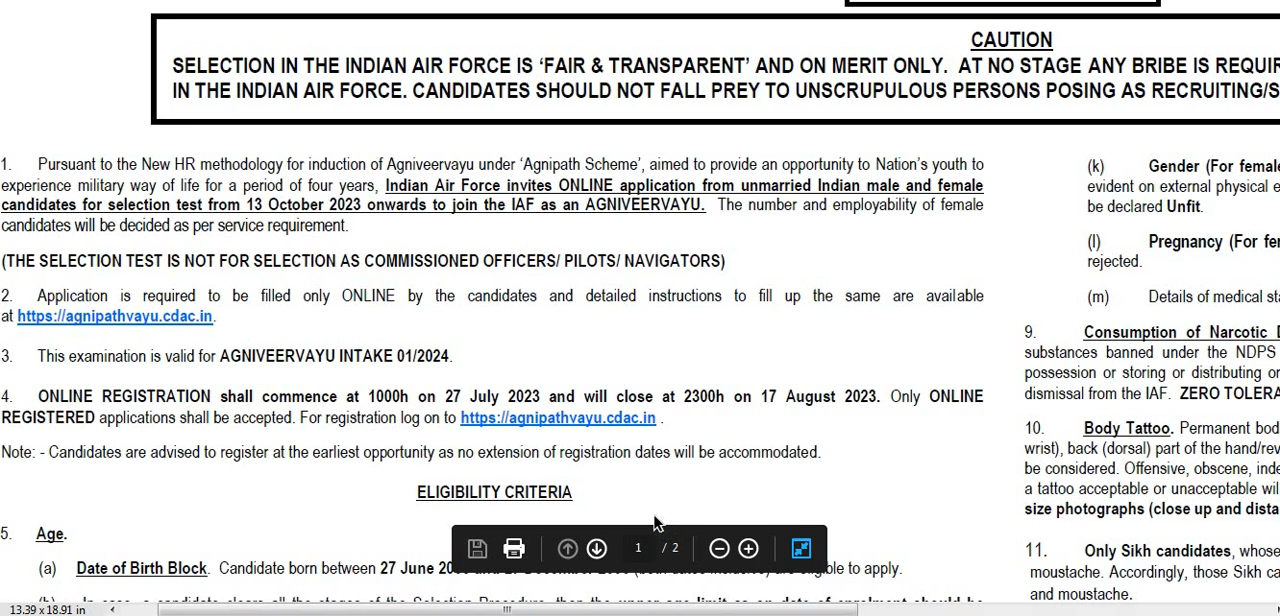 CAUTION
SELECTION IN THE INDIAN AIR FORCE IS ‘FAIR & TRANSPARENT’ AND ON MERIT ONLY. AT NO STAGE ANY BRIBE IS
IN THE INDIAN AIR FORCE. CANDIDATES SHOULD NOT FALL PREY TO UNSCRUPULOUS PERSONS POSING AS
1. Pursuant to the New HR methodology for induction of Agniveervayu under ‘Agnipath Scheme’, aimed to provide an opportunity to Nation’s youth to
experience military way of life for a period of four years, Indian Air Force invites ONLINE application from unmarried Indian male and female
candidates for selection test from 13 October 2023 onwards to join the IAF as an AGNIVEERVAYU. The number and employability of female
candidates will be decided as per service requirement.
(THE SELECTION TEST IS NOT FOR SELECTION AS COMMISSIONED OFFICERS/ PILOTS/ NAVIGATORS)
2. Application is required to be filled only ONLINE by the candidates and detailed instructions to fill up the same are available
at https://agnipathvayu.cdac.in.
3. This examination is valid for AGNIVEERVAYU INTAKE 01/2024.
4. ONLINE REGISTRATION shall commence at 1000h on 27 July 2023 and will close at 2300h on 17 August 2023. Only ONLINE
REGISTERED applications shall be accepted. For registration log on to https://agnipathvayu.cdac.in .
Note: - Candidates are advised to register at the earliest opportunity as no extension of registration dates will be accommodated.
ELIGIBILITY CRITERIA
5. Age.
(a) Date of Birth Block. Candidate born between 27 June eligible to apply.
(k) Gender (For
evident on external physical
be declared Unfit.
(l) Pregnancy (For
rejected.
(m) Details of medical
9. Consumption of Narcotic
substances banned under the NDPS
possession or storing or distributing or
dismissal from the IAF. ZERO
10. Body Tattoo. Permanent
wrist), back (dorsal) part of the
be considered. Offensive, obscene,
a tattoo acceptable or unacceptable
size photographs (close up and
11. Only Sikh candidates, whose
moustache. Accordingly, those Sikh
and moustache.
1 / 2
13.39 x 18.91 in